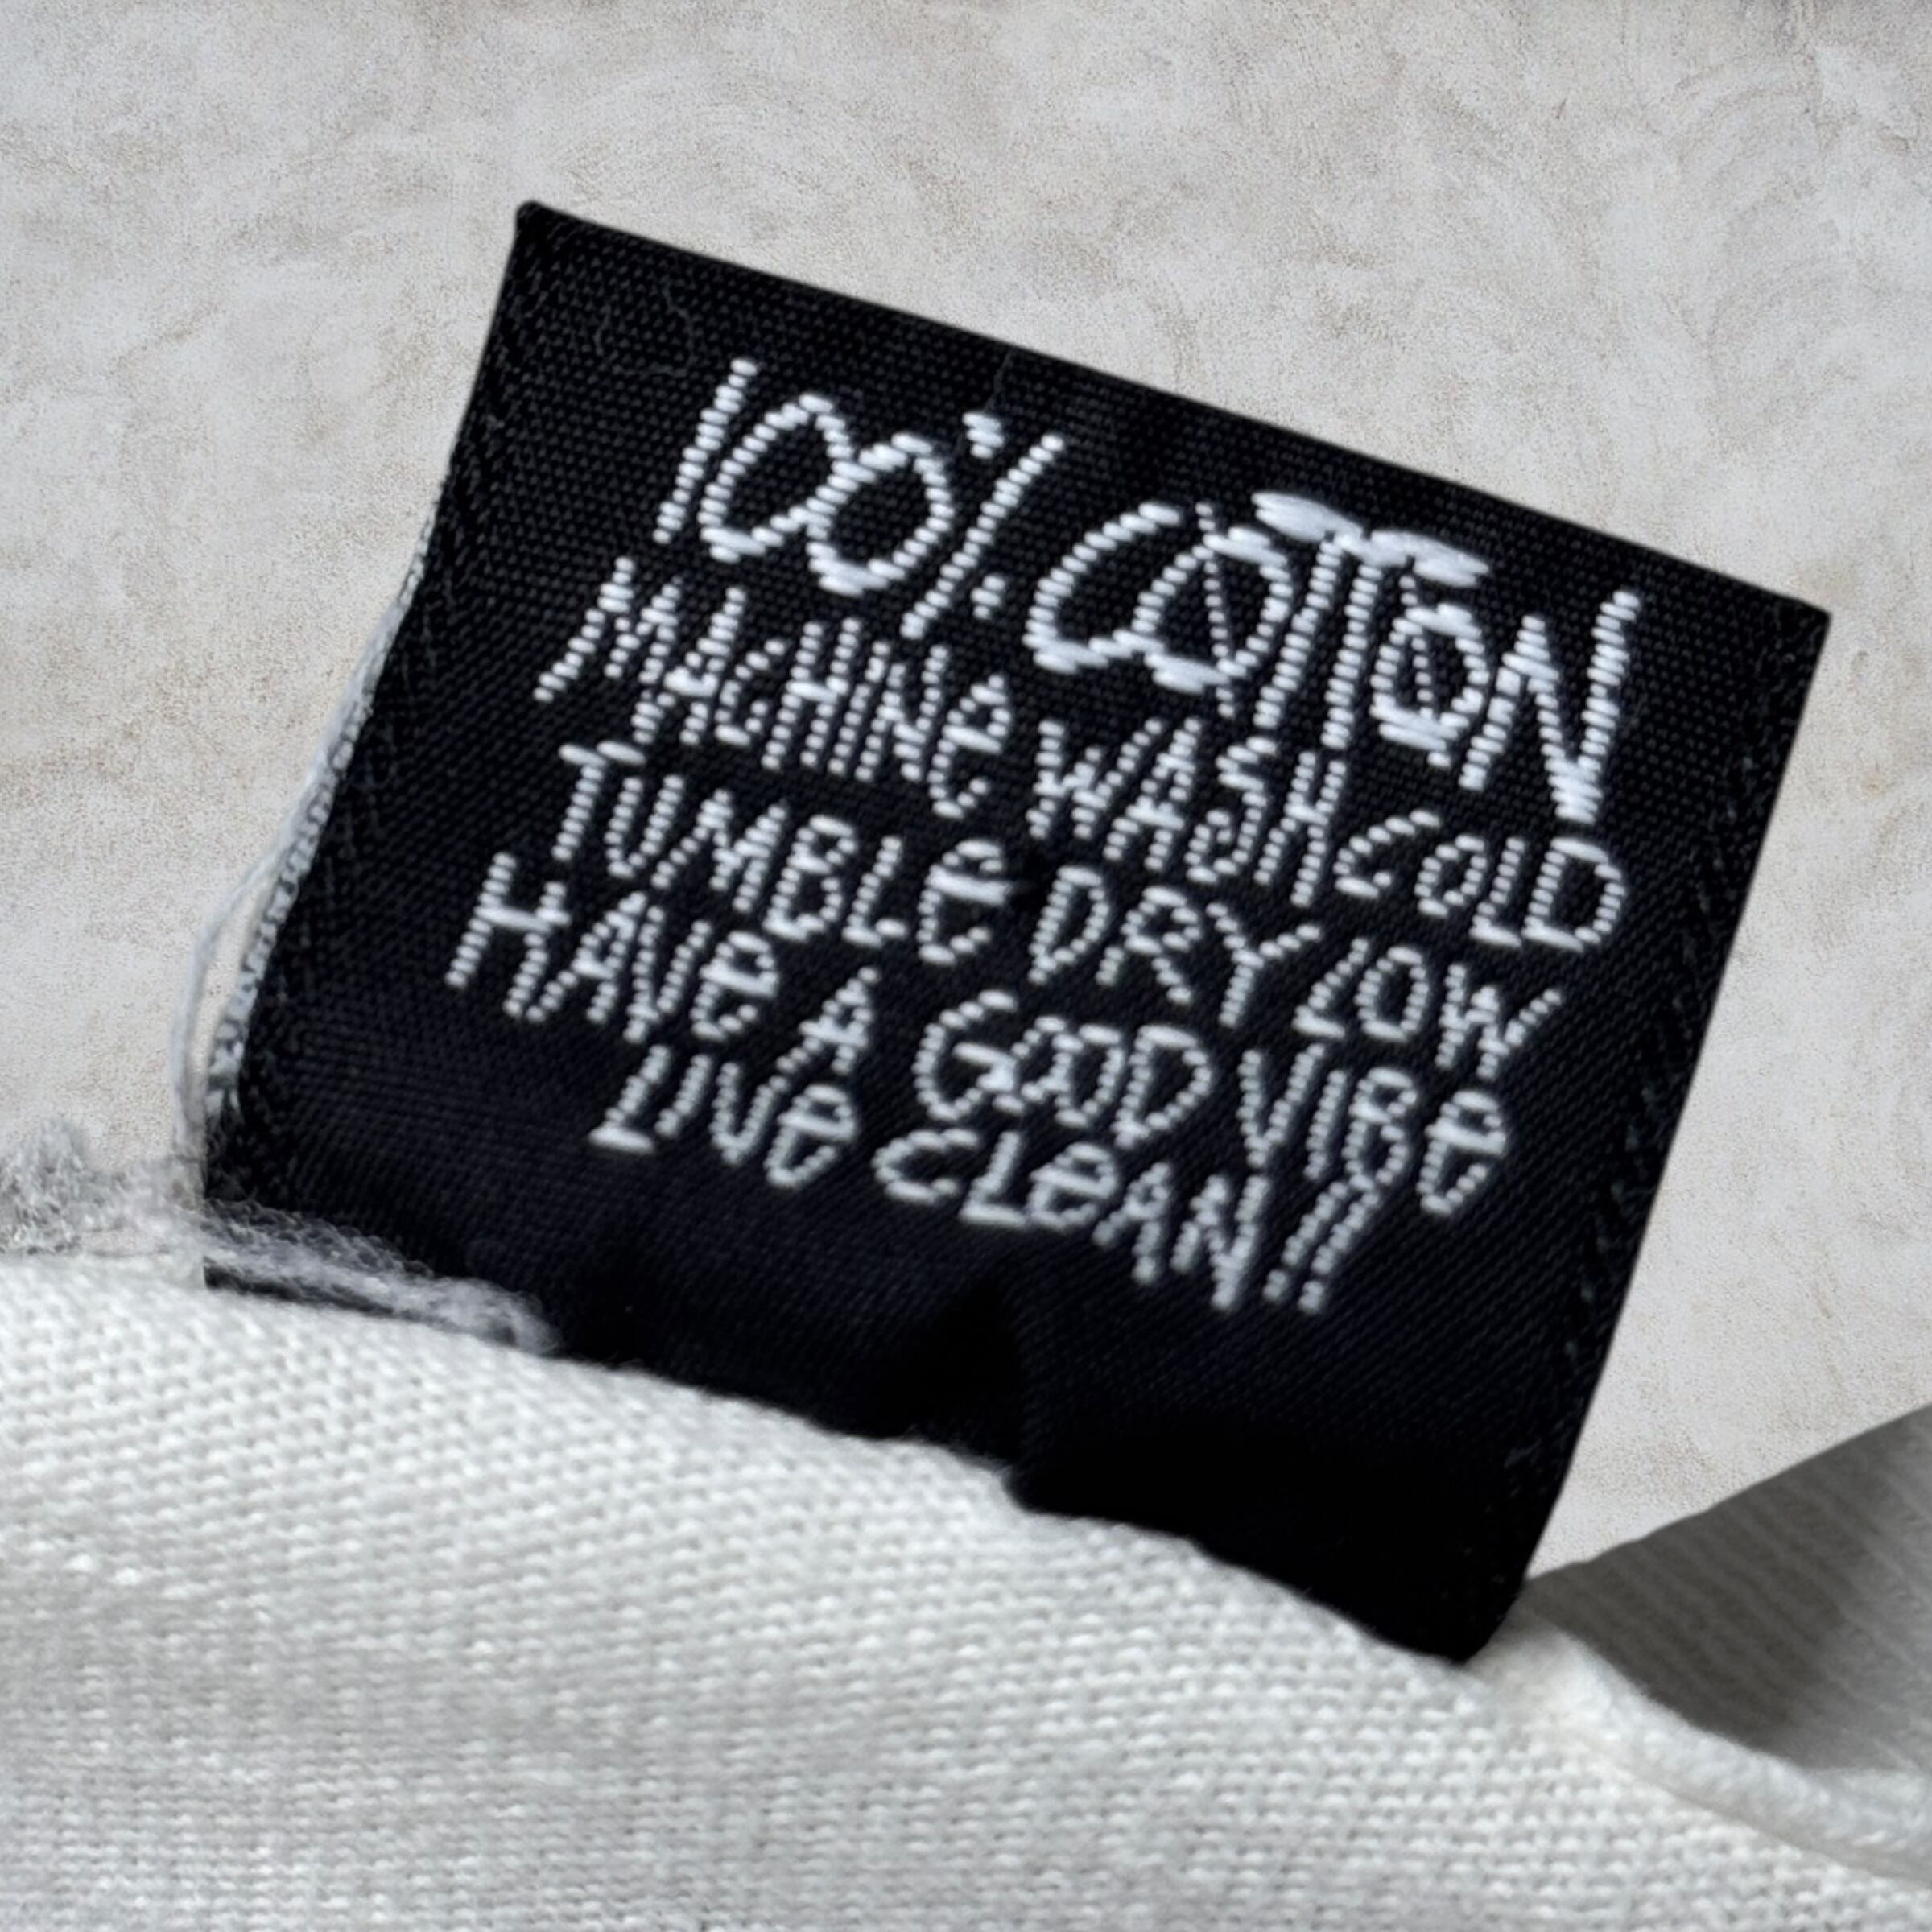 100% COTTON
MACHINe WASH COLD
TUMBLe DRY LOW
HAVe A GOOD VIBe
LIVe CLeAN!!